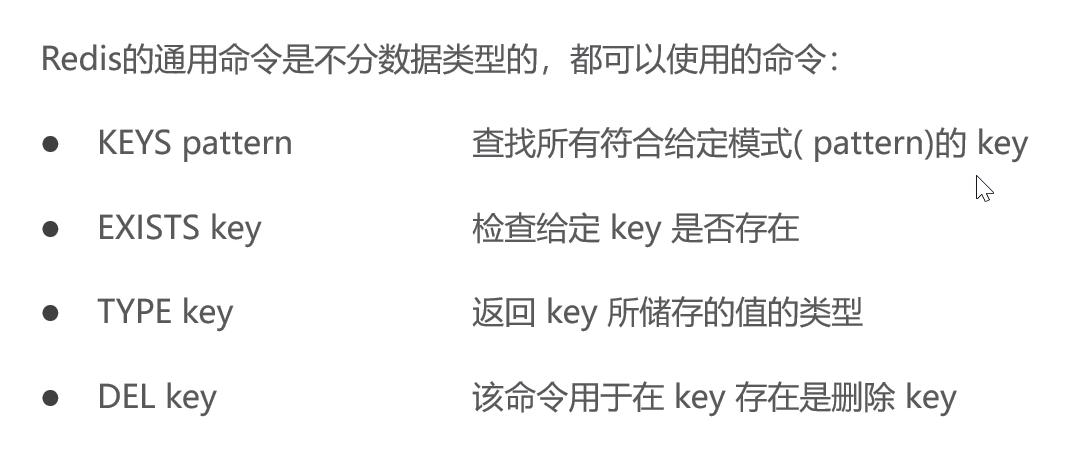 Redis的通用命令是不分数据类型的，都可以使用的命令：
● KEYS pattern 查找所有符合给定模式( pattern)的 key
● EXISTS key 检查给定 key 是否存在
● TYPE key 返回 key 所储存的值的类型
● DEL key 该命令用于在 key 存在是删除 key